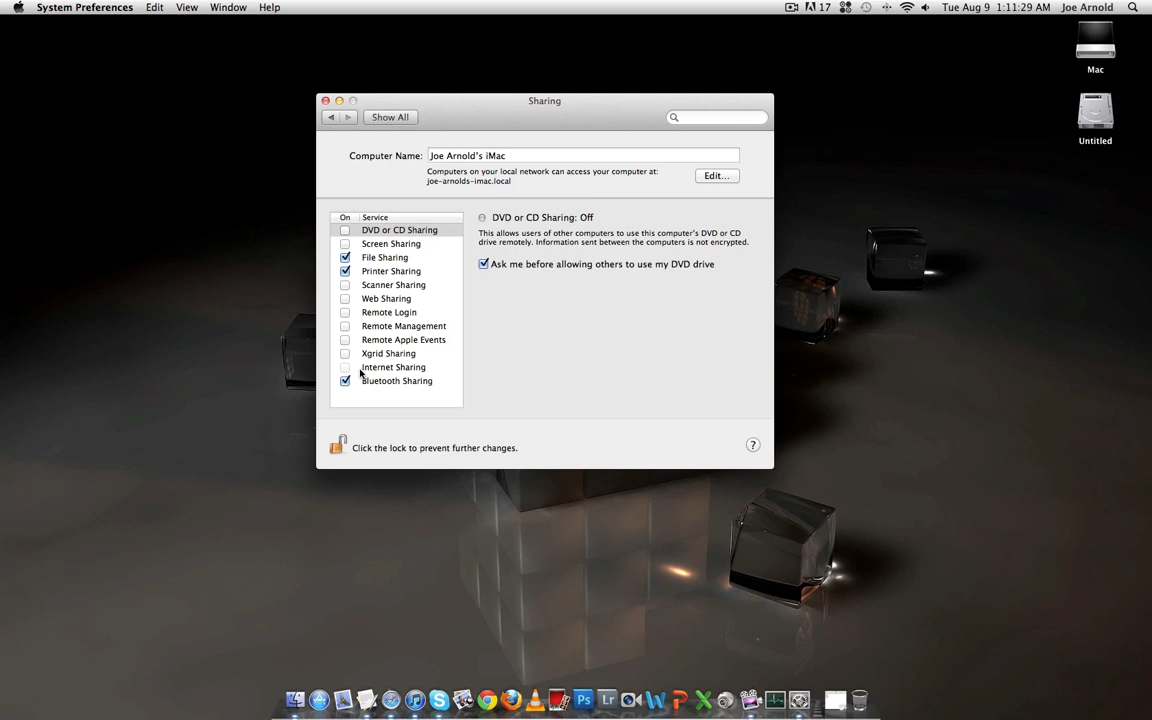 System Preferences Edit View Window Help 17 Tue Aug 9 1:11:29 AM Joe Arnold
Mac
Untitled
Sharing
Show All
Computer Name: Joe Arnold's iMac
Computers on your local network can access your computer at:
joe-arnolds-imac.local
Edit...
On Service
DVD or CD Sharing
Screen Sharing
File Sharing
Printer Sharing
Scanner Sharing
Web Sharing
Remote Login
Remote Management
Remote Apple Events
Xgrid Sharing
Internet Sharing
Bluetooth Sharing
DVD or CD Sharing: Off
This allows users of other computers to use this computer's DVD or CD
drive remotely. Information sent between the computers is not encrypted.
Ask me before allowing others to use my DVD drive
Click the lock to prevent further changes.
?
Ps Lr